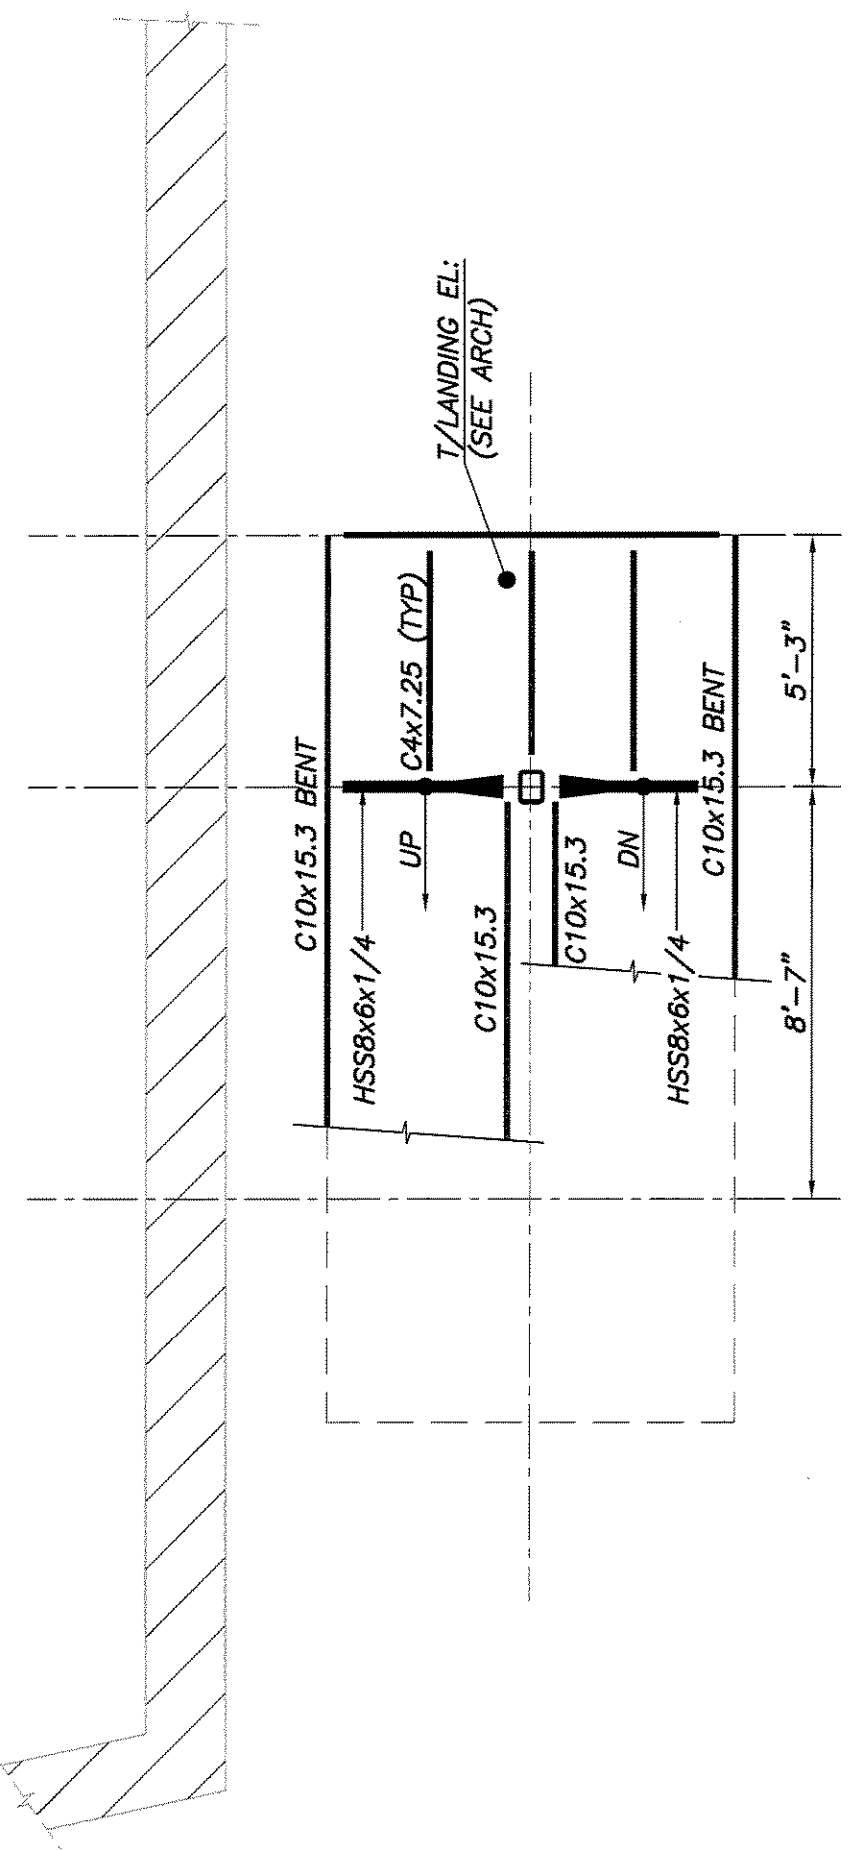 T/LANDING EL:
(SEE ARCH)
C10x15.3 BENT
C4x7.25 (TYP)
5'-3"
UP
HSS8x6x1/4
C10x15.3
C10x15.3
DN
HSS8x6x1/4
C10x15.3 BENT
8'-7"